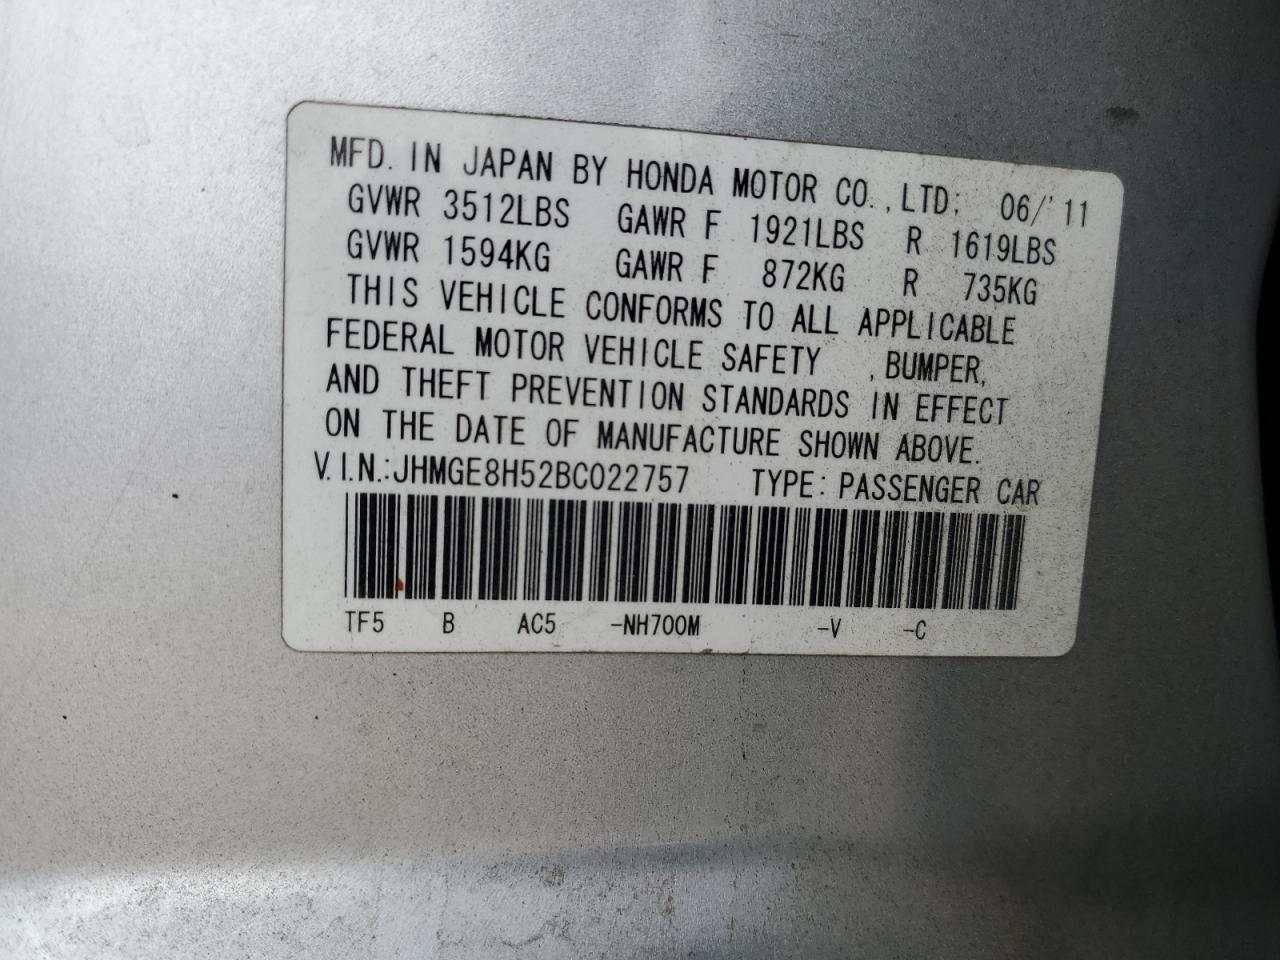 MFD. IN JAPAN BY HONDA MOTOR CO.,LTD; 06/'11
GVWR 3512LBS GAWR F 1921LBS R 1619LBS
GVWR 1594KG GAWR F 872KG R 735KG
THIS VEHICLE CONFORMS TO ALL APPLICABLE
FEDERAL MOTOR VEHICLE SAFETY , BUMPER,
AND THEFT PREVENTION STANDARDS IN EFFECT
ON THE DATE OF MANUFACTURE SHOWN ABOVE.
V.I.N.:JHMGE8H52BC022757 TYPE: PASSENGER CAR
TF5 B AC5 -NH700M -V -C